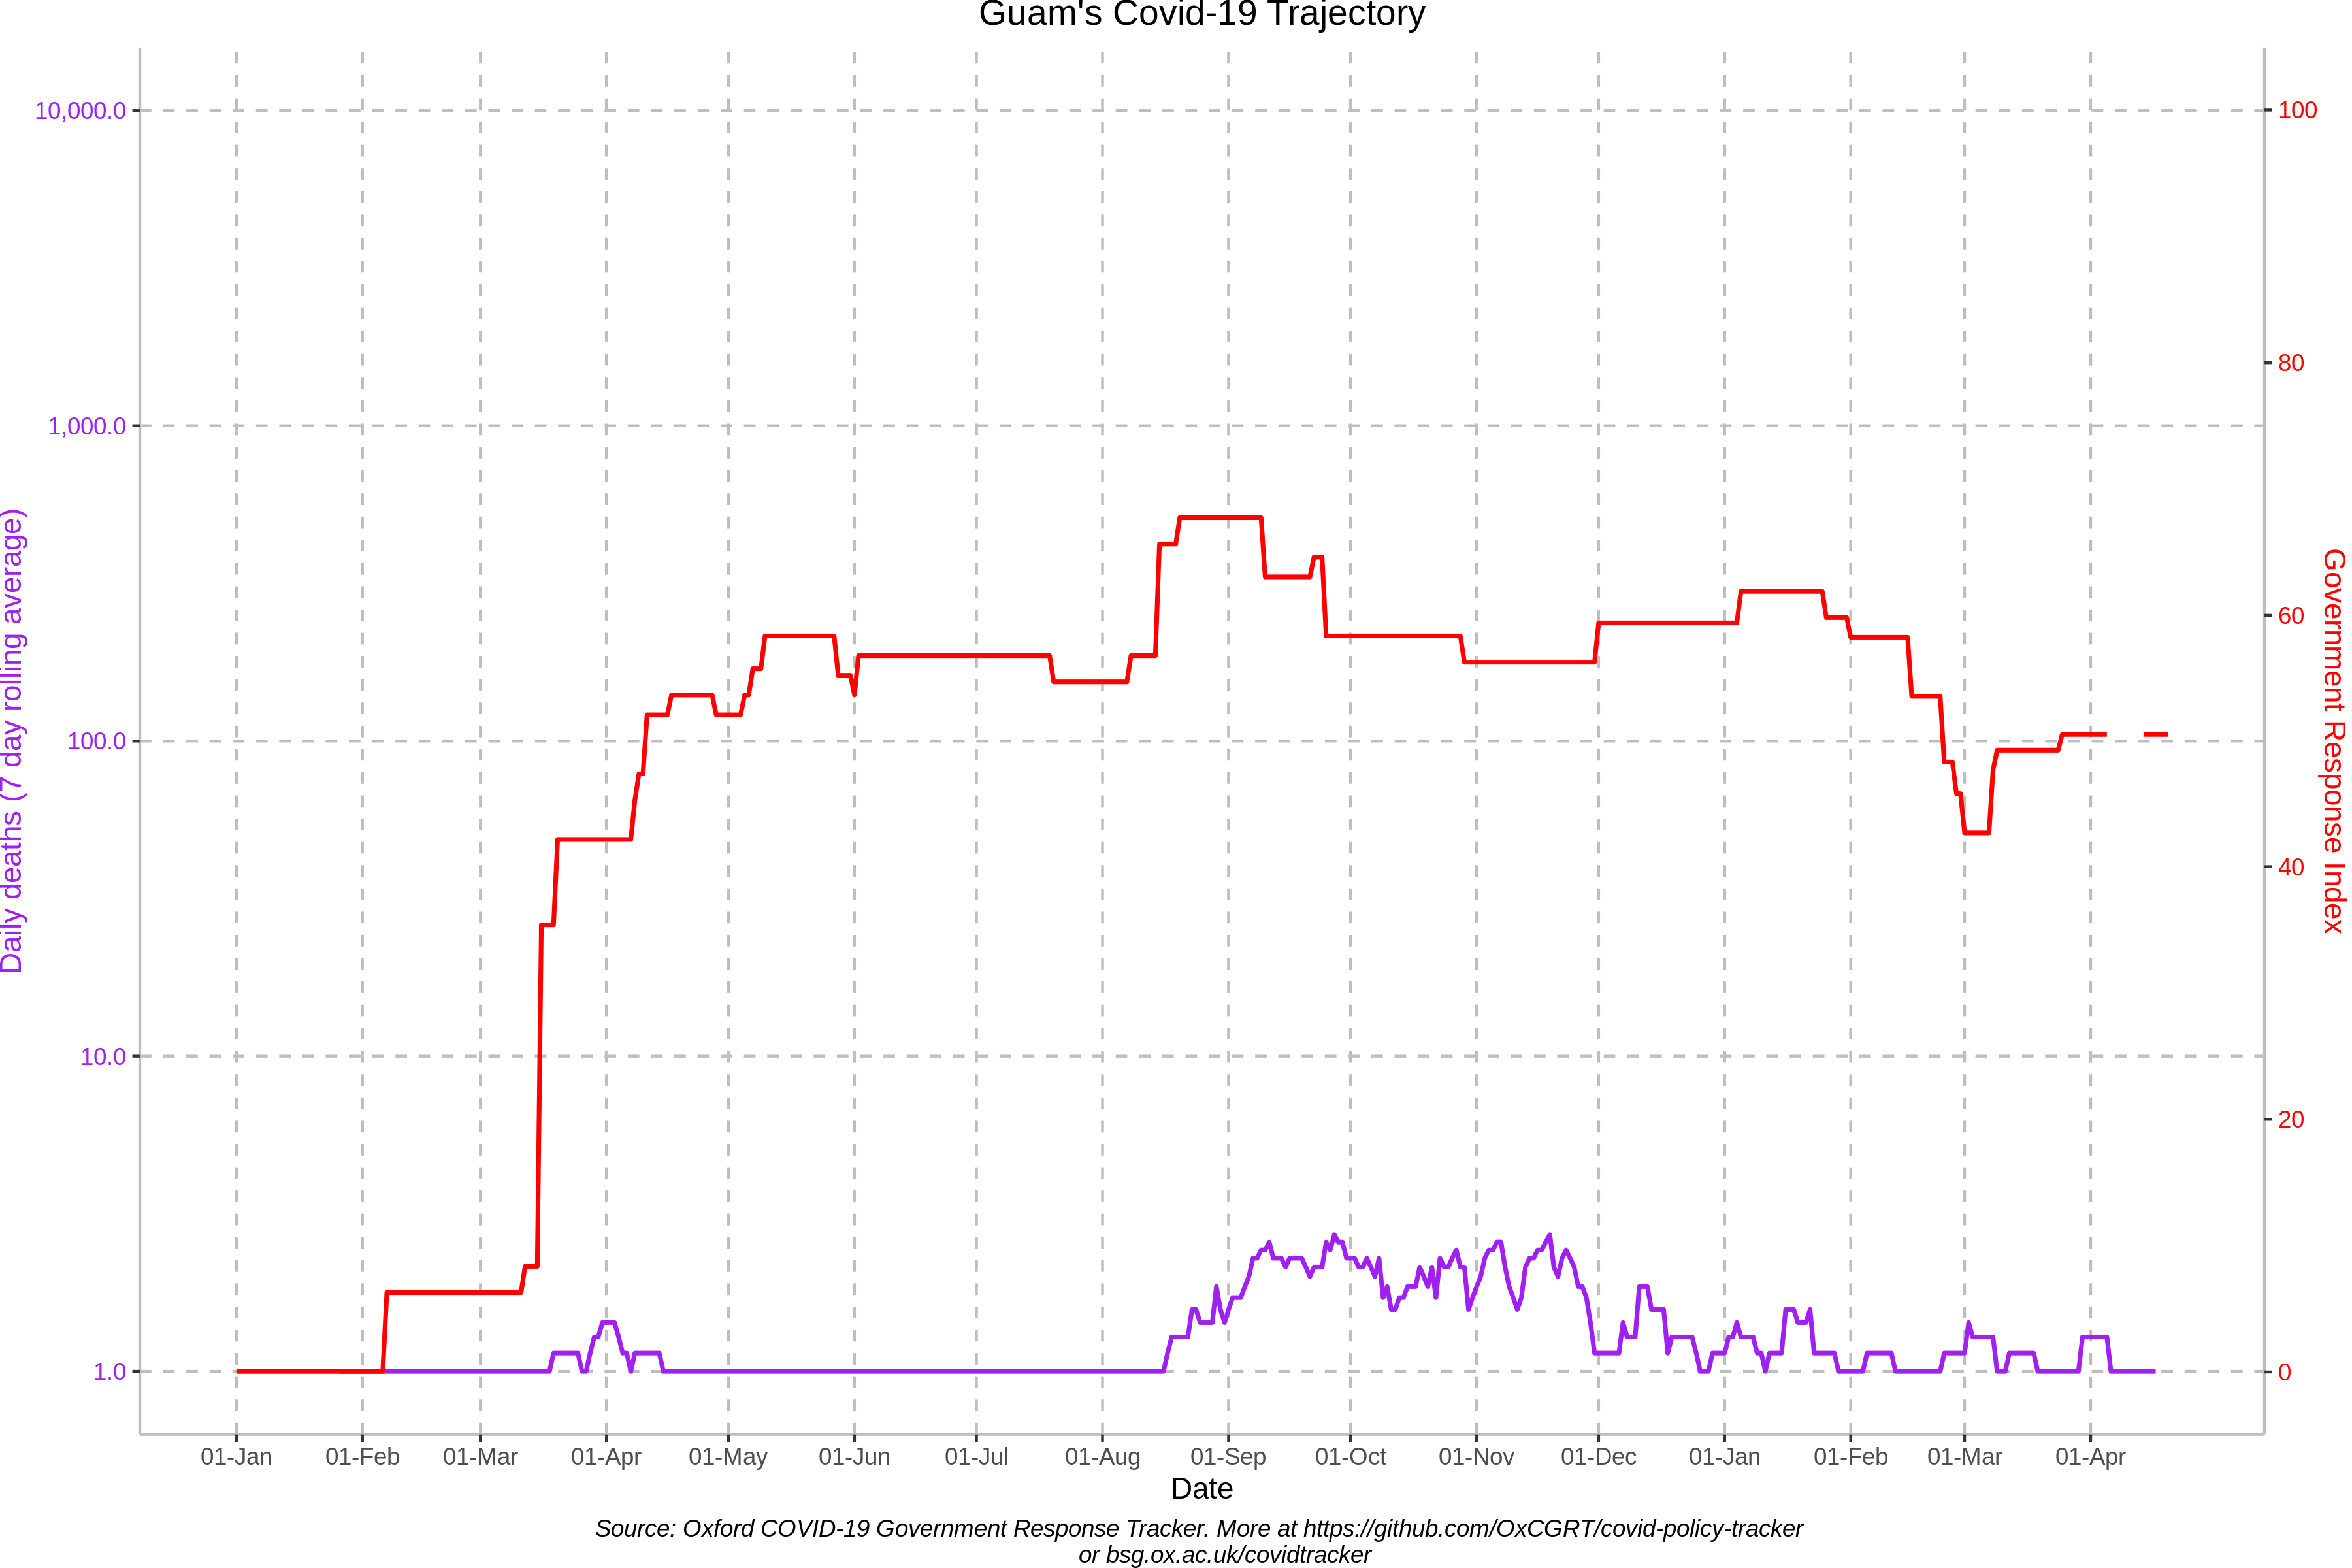 Guam's Covid-19 Trajectory
10,000.0
1,000.0
100.0
10.0
1.0
Daily deaths (7 day rolling average)
100
80
60
40
20
0
Government Response Index
01-Jan 01-Feb 01-Mar 01-Apr 01-May 01-Jun 01-Jul 01-Aug 01-Sep 01-Oct 01-Nov 01-Dec 01-Jan 01-Feb 01-Mar 01-Apr
Date
Source: Oxford COVID-19 Government Response Tracker. More at https://github.com/OxCGRT/covid-policy-tracker
or bsg.ox.ac.uk/covidtracker